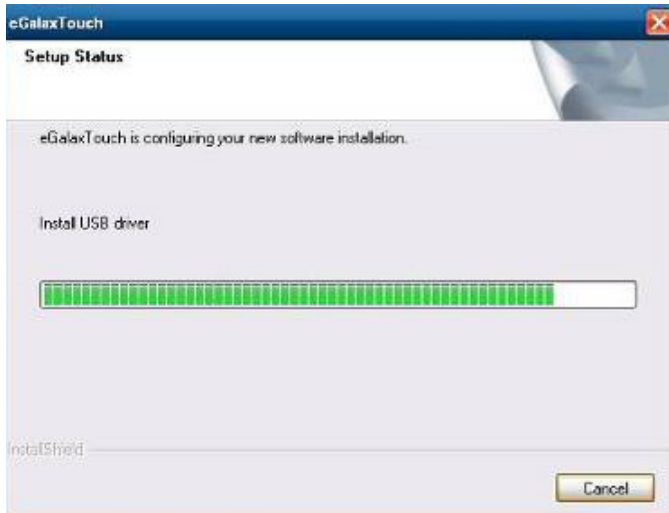 eGalaxTouch
Setup Status
eGalaxTouch is configuring your new software installation.
Install USB driver
InstallShield
Cancel